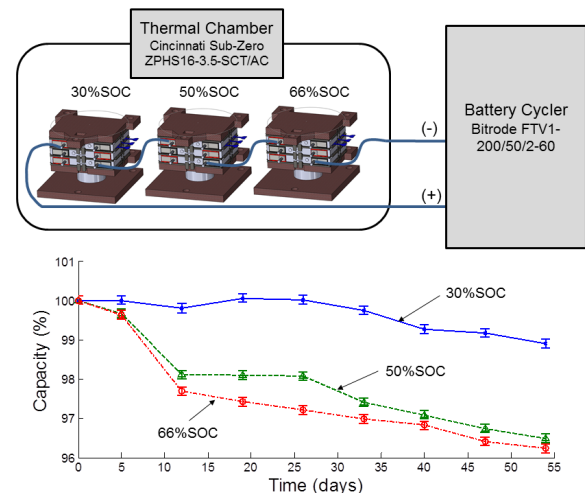 Thermal Chamber
Cincinnati Sub-Zero
ZPHS16-3.5-SCT/AC
30%SOC
50%SOC
66%SOC
(-)
(+)
Battery Cycler
Bitrode FTV1-
200/50/2-60
101
100
99
98
97
96
Capacity (%)
30%SOC
50%SOC
66%SOC
0
5
10
15
20
25
30
35
40
45
50
55
Time (days)